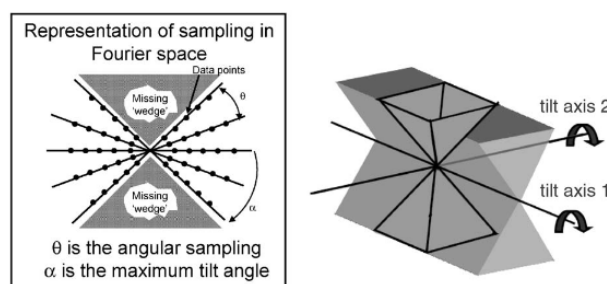 Representation of sampling in
Fourier space
Data points
Missing
'wedge'
θ
α
Missing
'wedge'
θ is the angular sampling
α is the maximum tilt angle
tilt axis 2
tilt axis 1